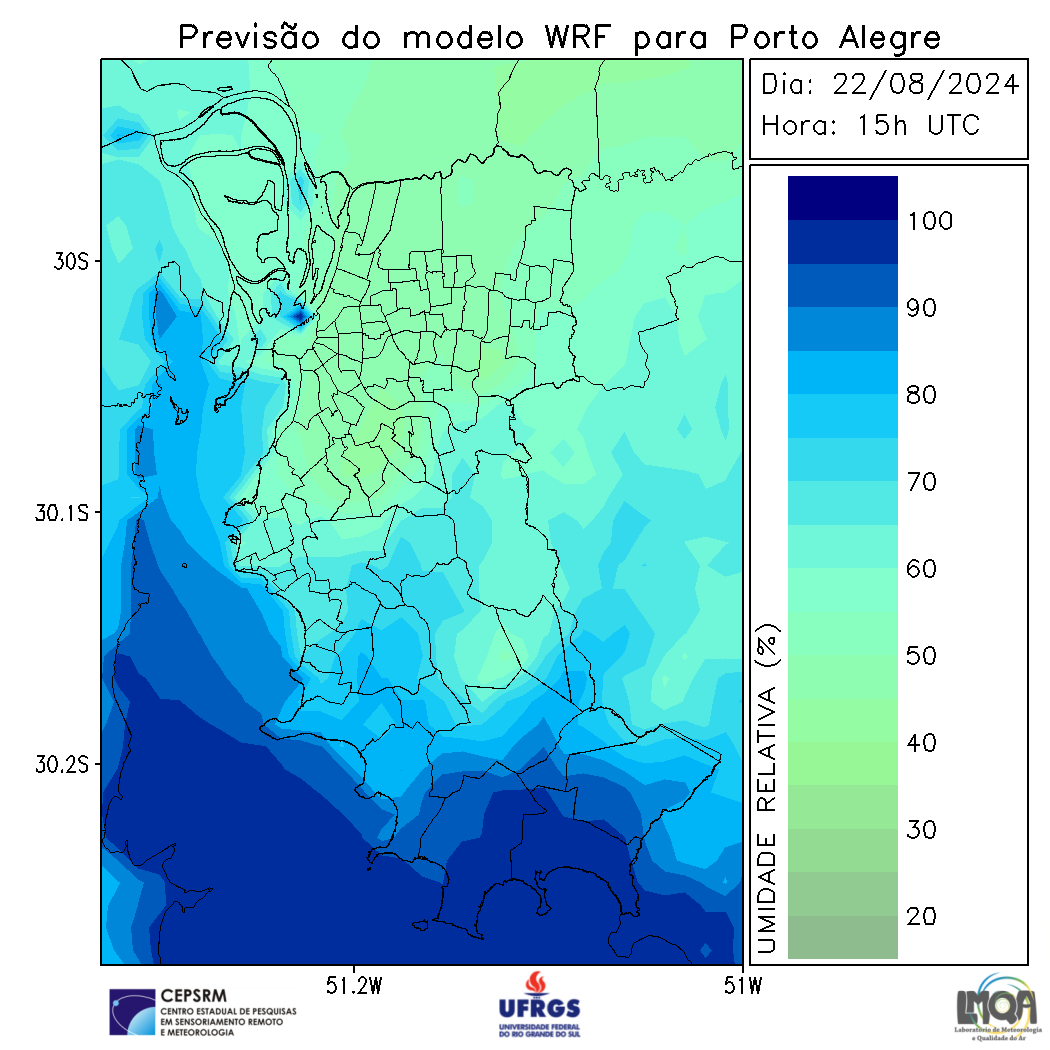 Previsão do modelo WRF para Porto Alegre
Dia: 22/08/2024
Hora: 15h UTC
30S
30.1S
30.2S
51.2W
51W
UMIDADE RELATIVA (%)
100
90
80
70
60
50
40
30
20
CEPSRM
CENTRO ESTADUAL DE PESQUISAS
EM SENSORIAMENTO REMOTO
E METEOROLOGIA
UFRGS
UNIVERSIDADE FEDERAL
DO RIO GRANDE DO SUL
LMQA
Laboratório de Meteorologia
e Qualidade do Ar